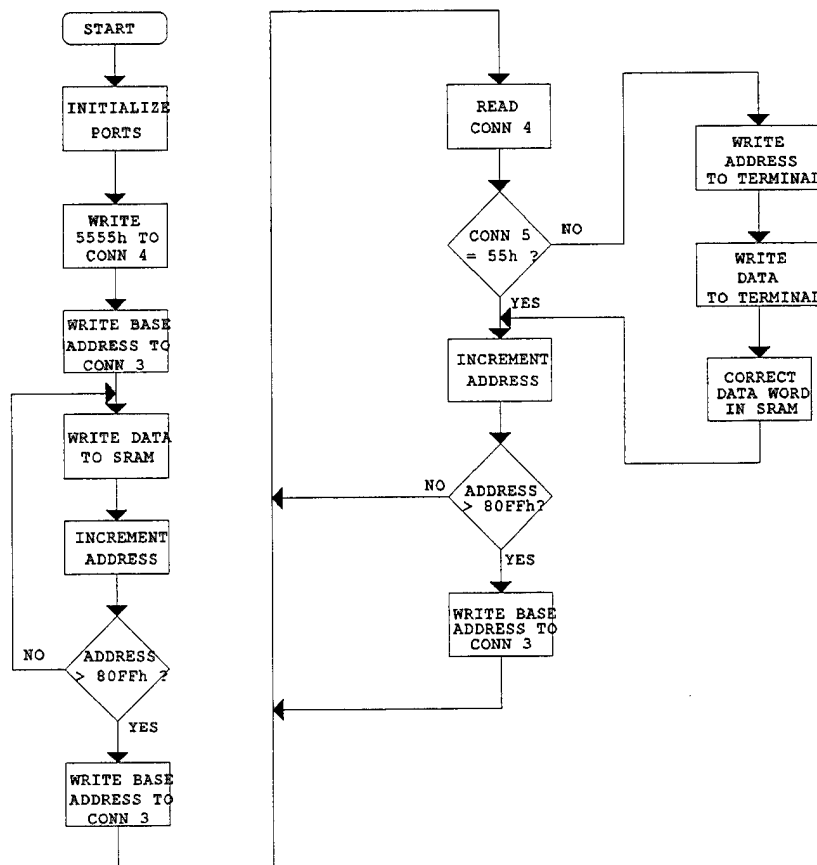 START
INITIALIZE
PORTS
WRITE
5555h TO
CONN 4
WRITE BASE
ADDRESS TO
CONN 3
WRITE DATA
TO SRAM
INCREMENT
ADDRESS
NO
ADDRESS
> 80FFh ?
YES
WRITE BASE
ADDRESS TO
CONN 3
READ
CONN 4
CONN 5
= 55h ?
NO
YES
INCREMENT
ADDRESS
NO
ADDRESS
> 80FFh?
YES
WRITE BASE
ADDRESS TO
CONN 3
WRITE
ADDRESS
TO TERMINAL
WRITE
DATA
TO TERMINAL
CORRECT
DATA WORD
IN SRAM